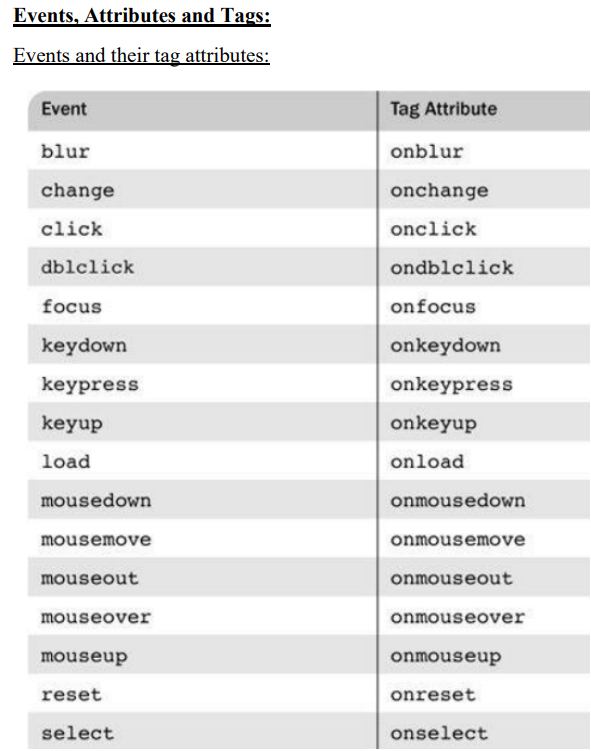 Events, Attributes and Tags:
Events and their tag attributes:
Event Tag Attribute
blur onblur
change onchange
click onclick
dblclick ondblclick
focus onfocus
keydown onkeydown
keypress onkeypress
keyup onkeyup
load onload
mousedown onmousedown
mousemove onmousemove
mouseout onmouseout
mouseover onmouseover
mouseup onmouseup
reset onreset
select onselect